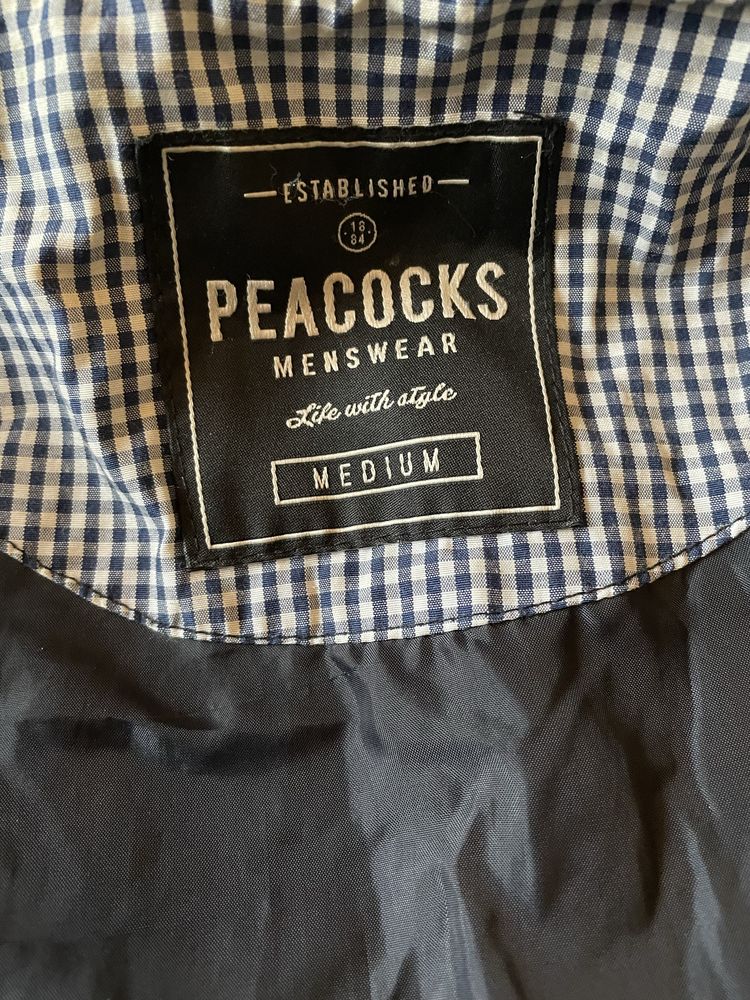 ESTABLISHED
18
84
PEACOCKS
MENSWEAR
Life with style
MEDIUM